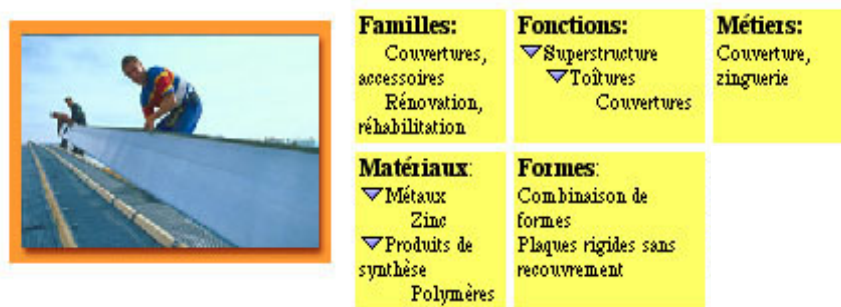 Familles:
Couvertures,
accessoires
Rénovation,
réhabilitation
Fonctions:
Superstructure
Toîtures
Couvertures
Métiers:
Couverture,
zinguerie
Matériaux:
Métaux
Zinc
Produits de
synthèse
Polymères
Formes:
Combinaison de
formes
Plaques rigides sans
recouvrement